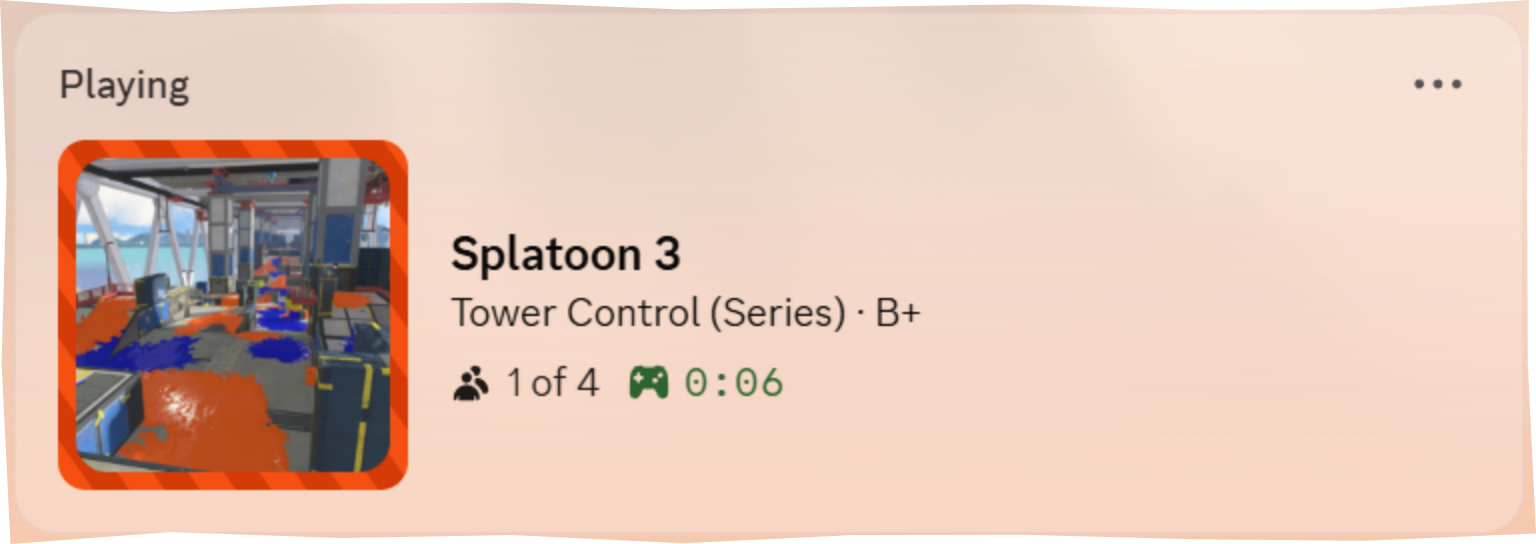 Playing
Splatoon 3
Tower Control (Series) · B+
1 of 4 0:06